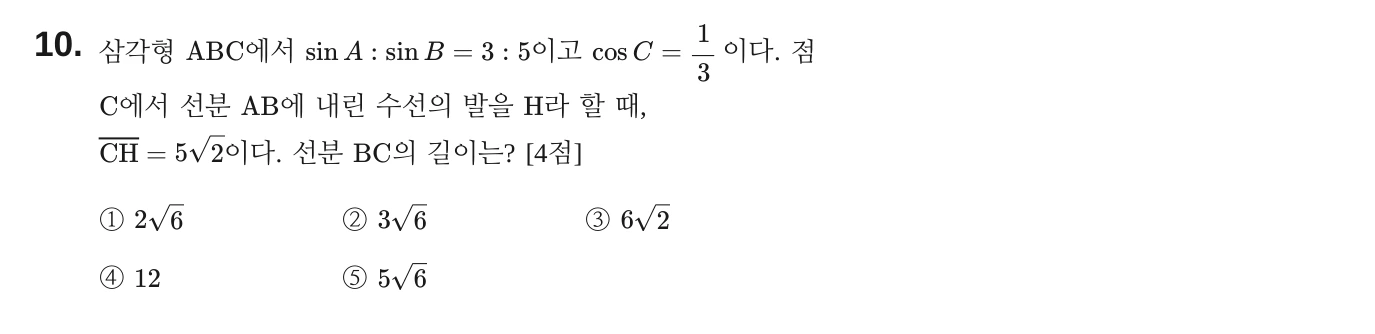 10. 삼각형 ABC에서 sin A : sin B = 3 : 5이고 cos C = 1/3 이다. 점
C에서 선분 AB에 내린 수선의 발을 H라 할 때,
C̅H̅ = 5√2이다. 선분 BC의 길이는? [4점]
① 2√6 ② 3√6 ③ 6√2
④ 12 ⑤ 5√6